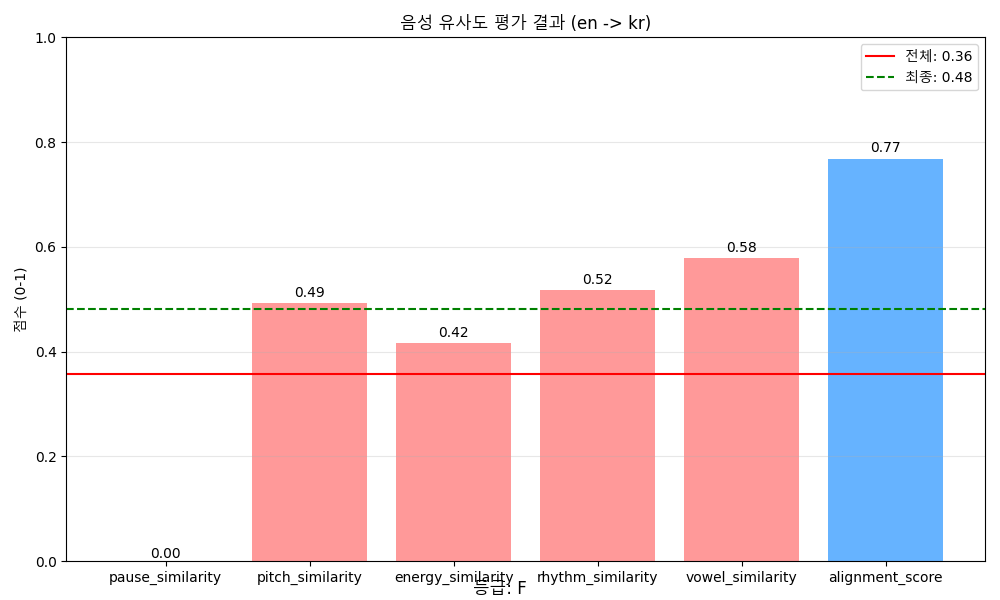 음성 유사도 평가 결과 (en -> kr)
전체: 0.36
최종: 0.48
점수 (0-1)
1.0
0.8
0.6
0.4
0.2
0.0
0.00
0.49
0.42
0.52
0.58
0.77
pause_similarity
pitch_similarity
energy_similarity
rhythm_similarity
vowel_similarity
alignment_score
등급: F